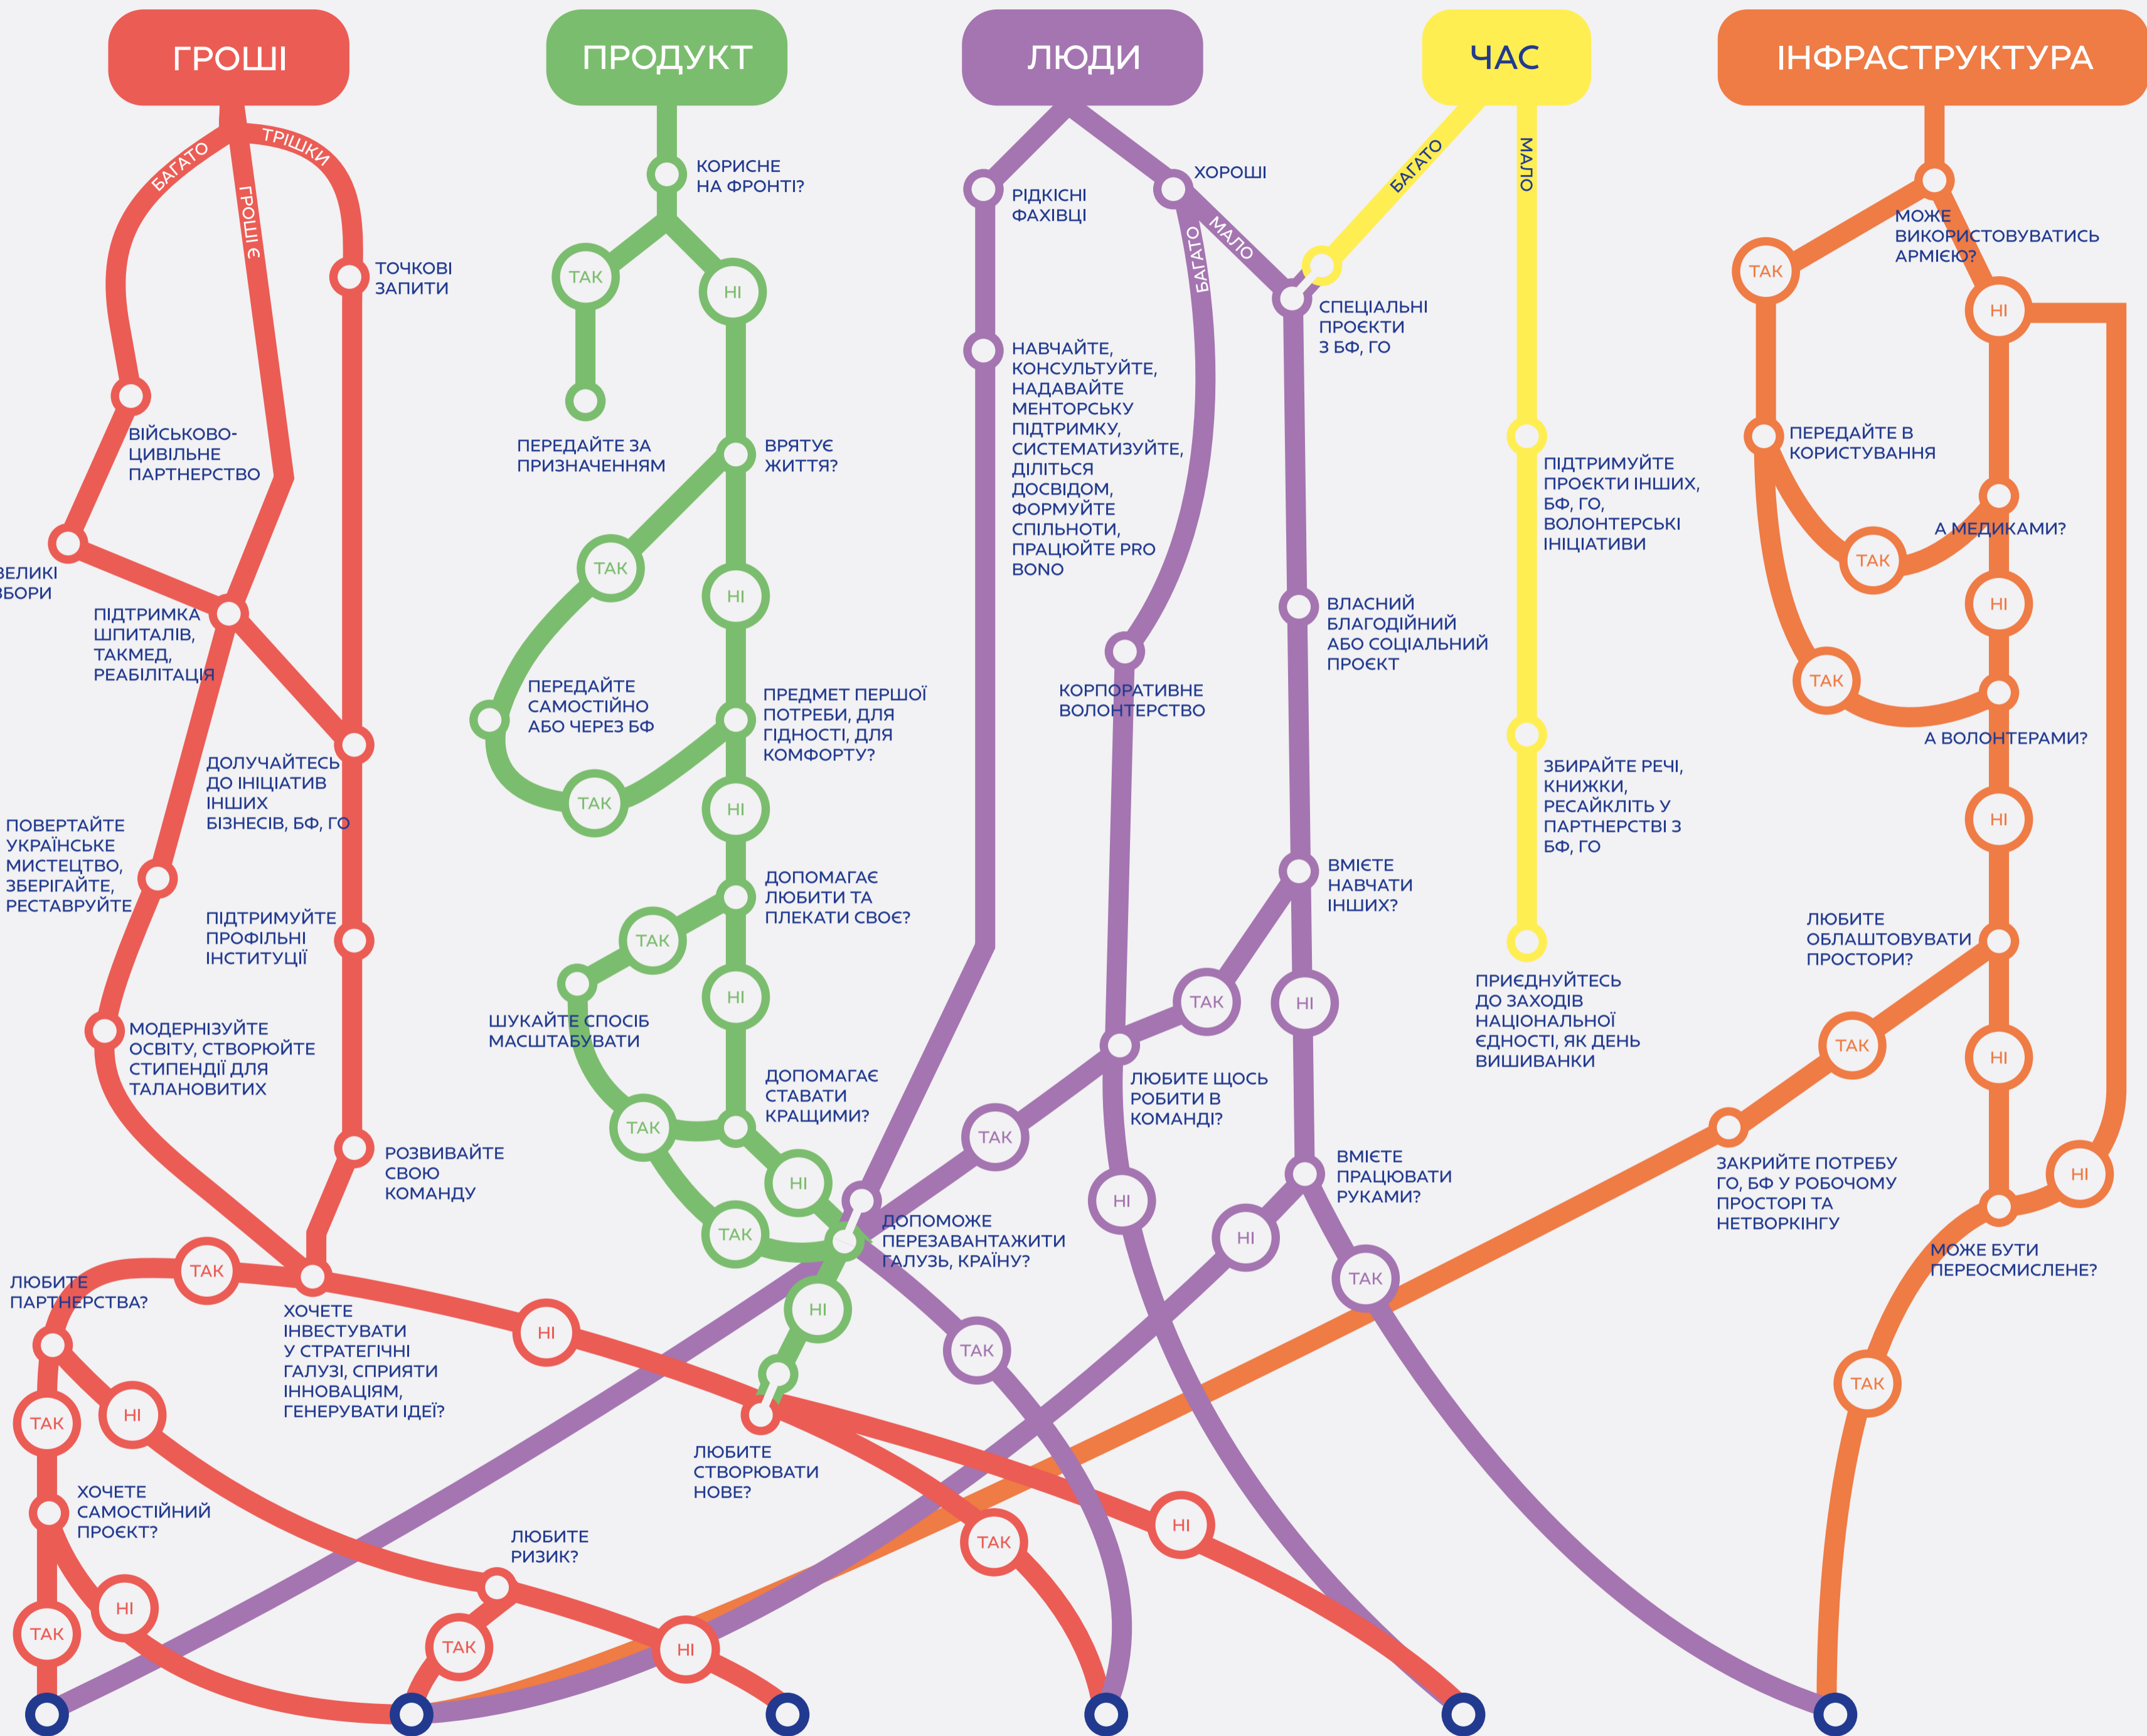 ГРОШІ
ПРОДУКТ
ЛЮДИ
ЧАС
ІНФРАСТРУКТУРА
БАГАТО
ГРОШІ Є
ТРІШКИ
ТОЧКОВІ
ЗАПИТИ
ВІЙСЬКОВО-
ЦИВІЛЬНЕ
ПАРТНЕРСТВО
ЗБОРИ
ПІДТРИМКА
ШПИТАЛІВ,
ТАКМЕД,
РЕАБІЛІТАЦІЯ
ДОЛУЧАЙТЕСЬ
ДО ІНІЦІАТИВ
ІНШИХ
БІЗНЕСІВ, БФ, ГО
ПОВЕРТАЙТЕ
УКРАЇНСЬКЕ
МИСТЕЦТВО,
ЗБЕРІГАЙТЕ,
РЕСТАВРУЙТЕ
ПІДТРИМУЙТЕ
ПРОФІЛЬНІ
ІНСТИТУЦІЇ
МОДЕРНІЗУЙТЕ
ОСВІТУ, СТВОРЮЙТЕ
СТИПЕНДІЇ ДЛЯ
ТАЛАНОВИТИХ
РОЗВИВАЙТЕ
СВОЮ
КОМАНДУ
ТАК
ЛЮБИТЕ
ПАРТНЕРСТВА?
ХОЧЕТЕ
ІНВЕСТУВАТИ
У СТРАТЕГІЧНІ
ГАЛУЗІ, СПРИЯТИ
ІННОВАЦІЯМ,
ГЕНЕРУВАТИ ІДЕЇ?
НІ
ТАК
НІ
ХОЧЕТЕ
САМОСТІЙНИЙ
ПРОЄКТ?
НІ
ТАК
ЛЮБИТЕ
РИЗИК?
ТАК
НІ
ЛЮБИТЕ
СТВОРЮВАТИ
НОВЕ?
ТАК
НІ
КОРИСНЕ
НА ФРОНТІ?
ТАК
НІ
ПЕРЕДАЙТЕ ЗА
ПРИЗНАЧЕННЯМ
ВРЯТУЄ
ЖИТТЯ?
ТАК
НІ
ПЕРЕДАЙТЕ
САМОСТІЙНО
АБО ЧЕРЕЗ БФ
ПРЕДМЕТ ПЕРШОЇ
ПОТРЕБИ, ДЛЯ
ГІДНОСТІ, ДЛЯ
КОМФОРТУ?
ТАК
НІ
ДОПОМАГАЄ
ЛЮБИТИ ТА
ПЛЕКАТИ СВОЄ?
ТАК
НІ
ШУКАЙТЕ СПОСІБ
МАСШТАБУВАТИ
ДОПОМАГАЄ
СТАВАТИ
КРАЩИМИ?
ТАК
НІ
ТАК
ДОПОМОЖЕ
ПЕРЕЗАВАНТАЖИТИ
ГАЛУЗЬ, КРАЇНУ?
НІ
ТАК
РІДКІСНІ
ФАХІВЦІ
ХОРОШІ
БАГАТО
МАЛО
НАВЧАЙТЕ,
КОНСУЛЬТУЙТЕ,
НАДАВАЙТЕ
МЕНТОРСЬКУ
ПІДТРИМКУ,
СИСТЕМАТИЗУЙТЕ,
ДІЛІТЬСЯ
ДОСВІДОМ,
ФОРМУЙТЕ
СПІЛЬНОТИ,
ПРАЦЮЙТЕ PRO
BONO
СПЕЦІАЛЬНІ
ПРОЄКТИ
З БФ, ГО
ВЛАСНИЙ
БЛАГОДІЙНИЙ
АБО СОЦІАЛЬНИЙ
ПРОЄКТ
КОРПОРАТИВНЕ
ВОЛОНТЕРСТВО
ВМІЄТЕ
НАВЧАТИ
ІНШИХ?
ТАК
НІ
ЛЮБИТЕ ЩОСЬ
РОБИТИ В
КОМАНДІ?
ТАК
НІ
ВМІЄТЕ
ПРАЦЮВАТИ
РУКАМИ?
НІ
ТАК
БАГАТО
МАЛО
ПІДТРИМУЙТЕ
ПРОЄКТИ ІНШИХ,
БФ, ГО,
ВОЛОНТЕРСЬКІ
ІНІЦІАТИВИ
ЗБИРАЙТЕ РЕЧІ,
КНИЖКИ,
РЕСАЙКЛІТЬ У
ПАРТНЕРСТВІ З
БФ, ГО
ПРИЄДНУЙТЕСЬ
ДО ЗАХОДІВ
НАЦІОНАЛЬНОЇ
ЄДНОСТІ, ЯК ДЕНЬ
ВИШИВАНКИ
МОЖЕ
ВИКОРИСТОВУВАТИСЬ
АРМІЄЮ?
ТАК
НІ
ПЕРЕДАЙТЕ В
КОРИСТУВАННЯ
А МЕДИКАМИ?
ТАК
НІ
ТАК
А ВОЛОНТЕРАМИ?
НІ
ЛЮБИТЕ
ОБЛАШТОВУВАТИ
ПРОСТОРИ?
ТАК
НІ
ЗАКРИЙТЕ ПОТРЕБУ
ГО, БФ У РОБОЧОМУ
ПРОСТОРІ ТА
НЕТВОРКІНГУ
НІ
МОЖЕ БУТИ
ПЕРЕОСМИСЛЕНЕ?
ТАК